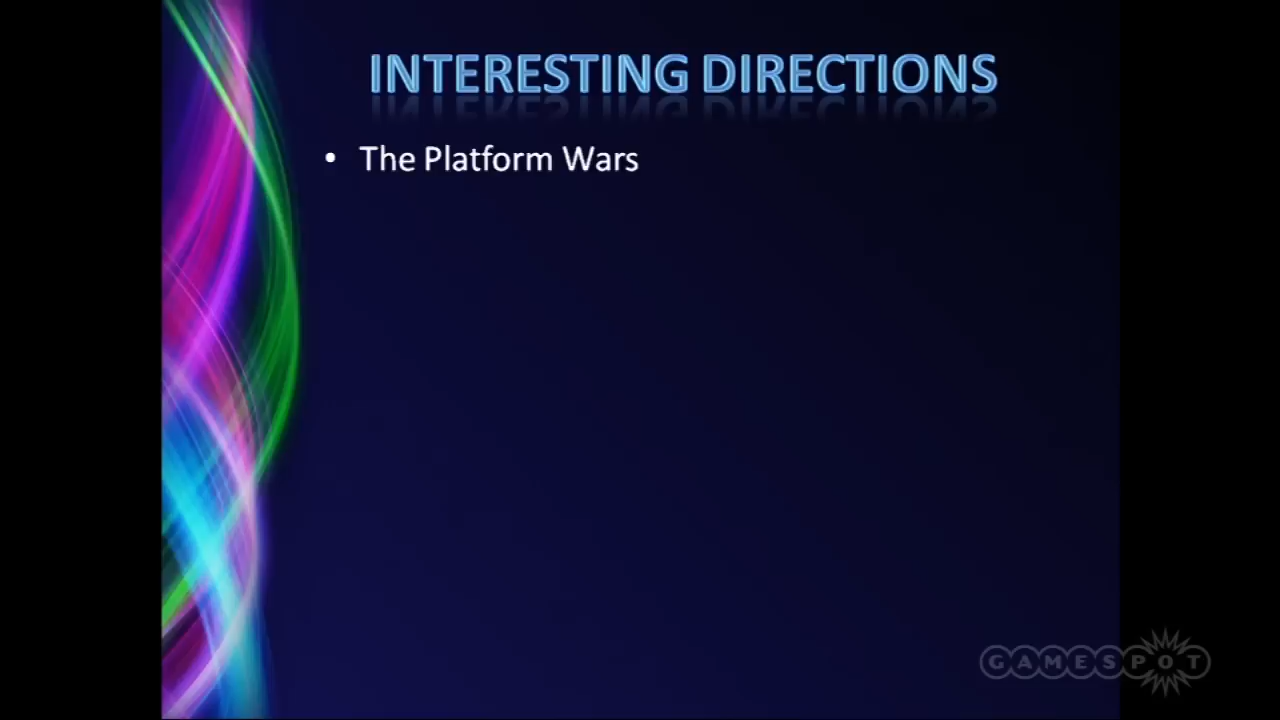 INTERESTING DIRECTIONS
• The Platform Wars
GAMESPOT